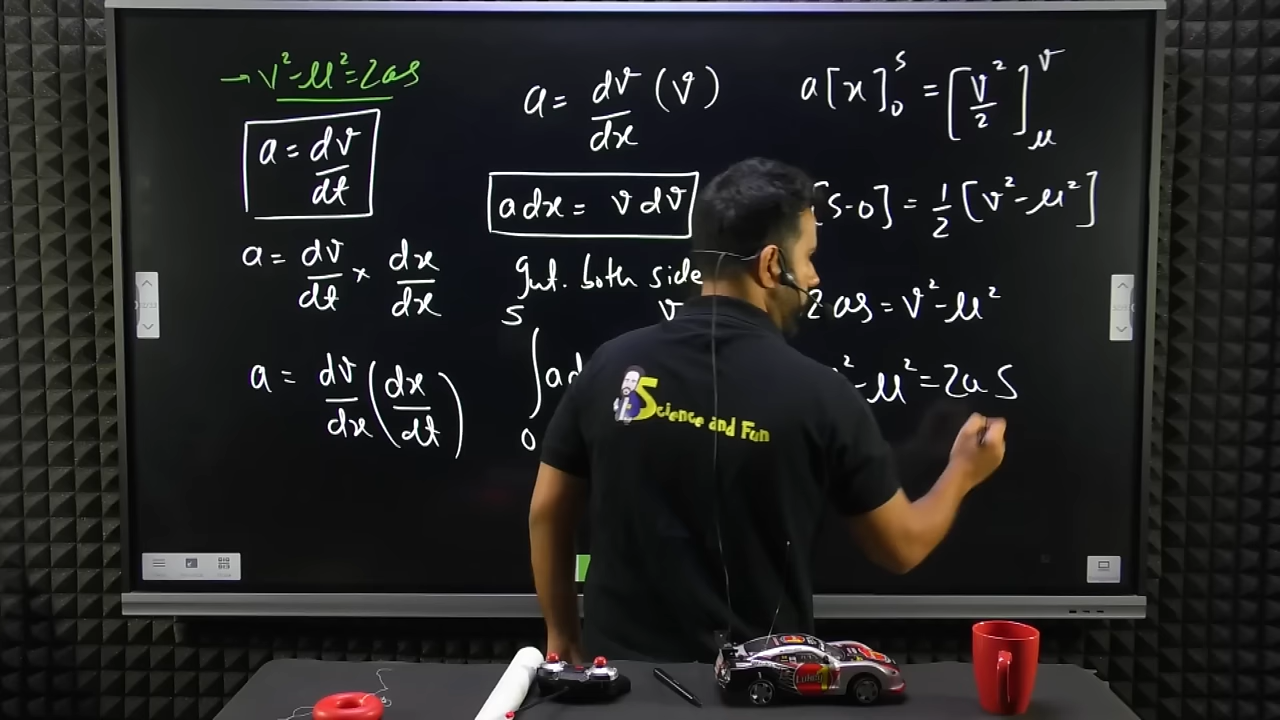 → v²-u²=2as
a = dv/dt
a = dv/dt × dx/dx
a = dv/dx (dx/dt)
a = dv/dx (v)
a dx = v dv
Int. both side
s v
∫ad
0
a[x]₀ˢ = [v²/2]ᵤᵛ
[s-0] = 1/2 [v²-u²]
2as = v²-u²
²-u²=2as
Science and Fun